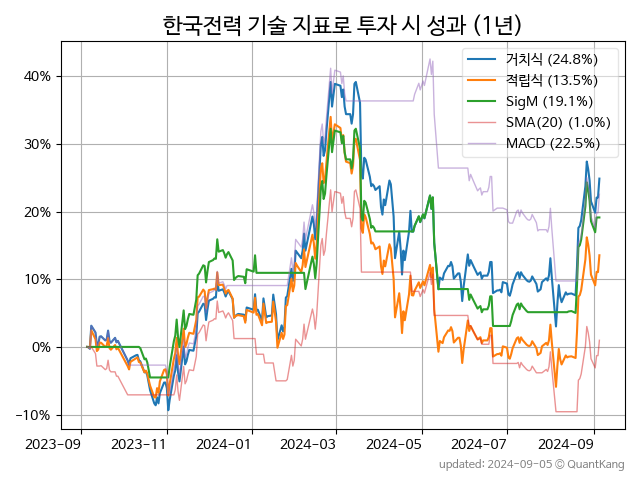 한국전력 기술 지표로 투자 시 성과 (1년)
거치식 (24.8%)
적립식 (13.5%)
SigM (19.1%)
SMA(20) (1.0%)
MACD (22.5%)
40%
30%
20%
10%
0%
−10%
2023−09
2023−11
2024−01
2024−03
2024−05
2024−07
2024−09
updated: 2024−09−05 © QuantKang